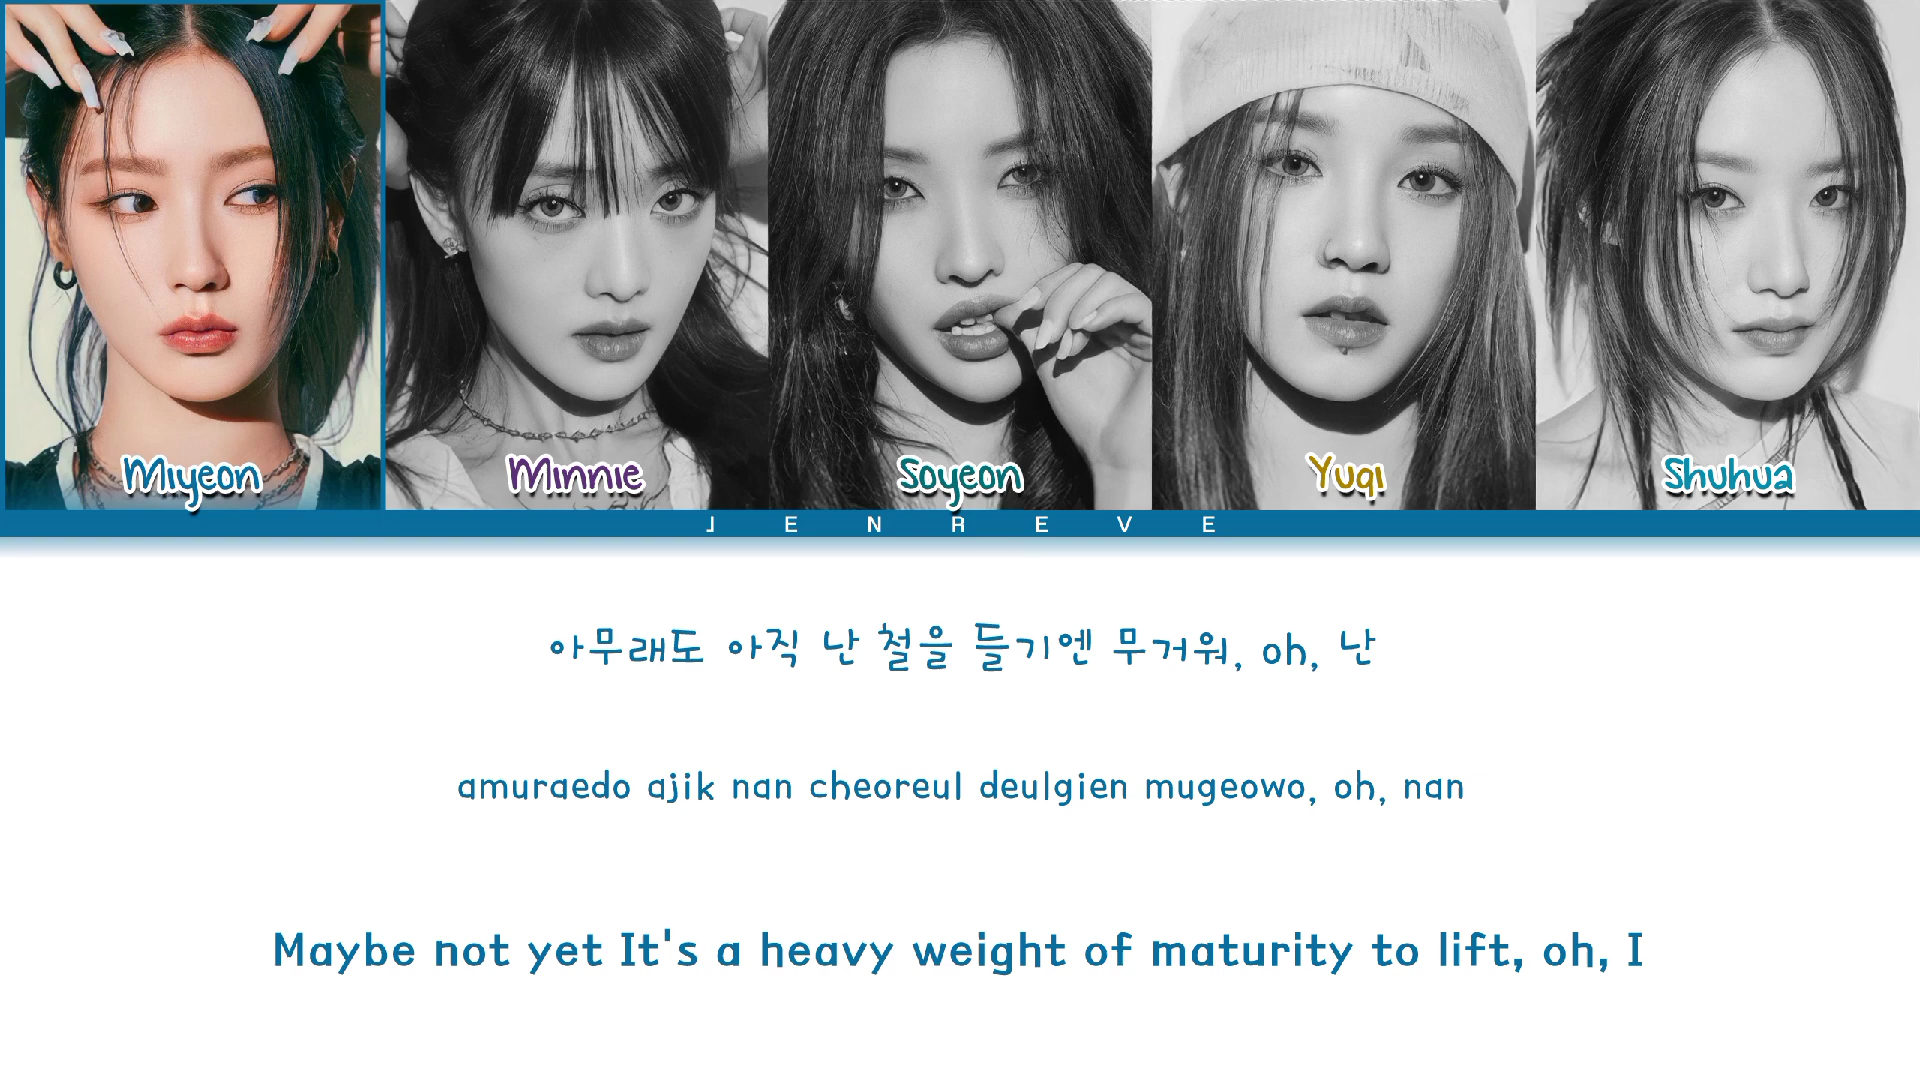 Miyeon
Minnie
Soyeon
Yuqi
Shuhua
JENREVE
아무래도 아직 난 철을 들기엔 무거워, oh, 난
amuraedo ajik nan cheoreul deulgien mugeowo, oh, nan
Maybe not yet It's a heavy weight of maturity to lift, oh, I